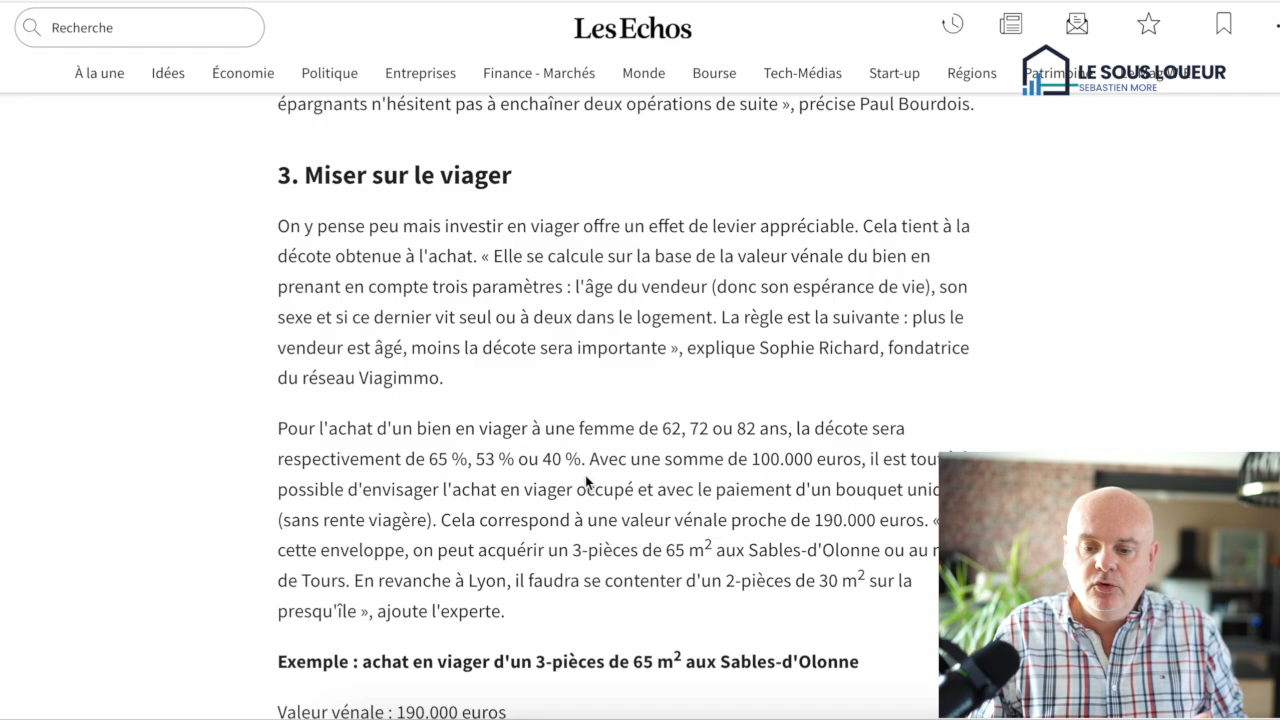 Recherche
Les Echos
À la une Idées Économie Politique Entreprises Finance - Marchés Monde Bourse Tech-Médias Start-up Régions Patrimoine
LE SOUS LOUEUR
SEBASTIEN MORE
épargnants n'hésitent pas à enchaîner deux opérations de suite », précise Paul Bourdois.
3. Miser sur le viager
On y pense peu mais investir en viager offre un effet de levier appréciable. Cela tient à la
décote obtenue à l'achat. « Elle se calcule sur la base de la valeur vénale du bien en
prenant en compte trois paramètres : l'âge du vendeur (donc son espérance de vie), son
sexe et si ce dernier vit seul ou à deux dans le logement. La règle est la suivante : plus le
vendeur est âgé, moins la décote sera importante », explique Sophie Richard, fondatrice
du réseau Viagimmo.
Pour l'achat d'un bien en viager à une femme de 62, 72 ou 82 ans, la décote sera
respectivement de 65 %, 53 % ou 40 %. Avec une somme de 100.000 euros, il est
possible d'envisager l'achat en viager occupé et avec le paiement d'un bouquet
(sans rente viagère). Cela correspond à une valeur vénale proche de 190.000 euros. «
cette enveloppe, on peut acquérir un 3-pièces de 65 m² aux Sables-d'Olonne ou au
de Tours. En revanche à Lyon, il faudra se contenter d'un 2-pièces de 30 m² sur la
presqu'île », ajoute l'experte.
Exemple : achat en viager d'un 3-pièces de 65 m² aux Sables-d'Olonne
Valeur vénale : 190.000 euros